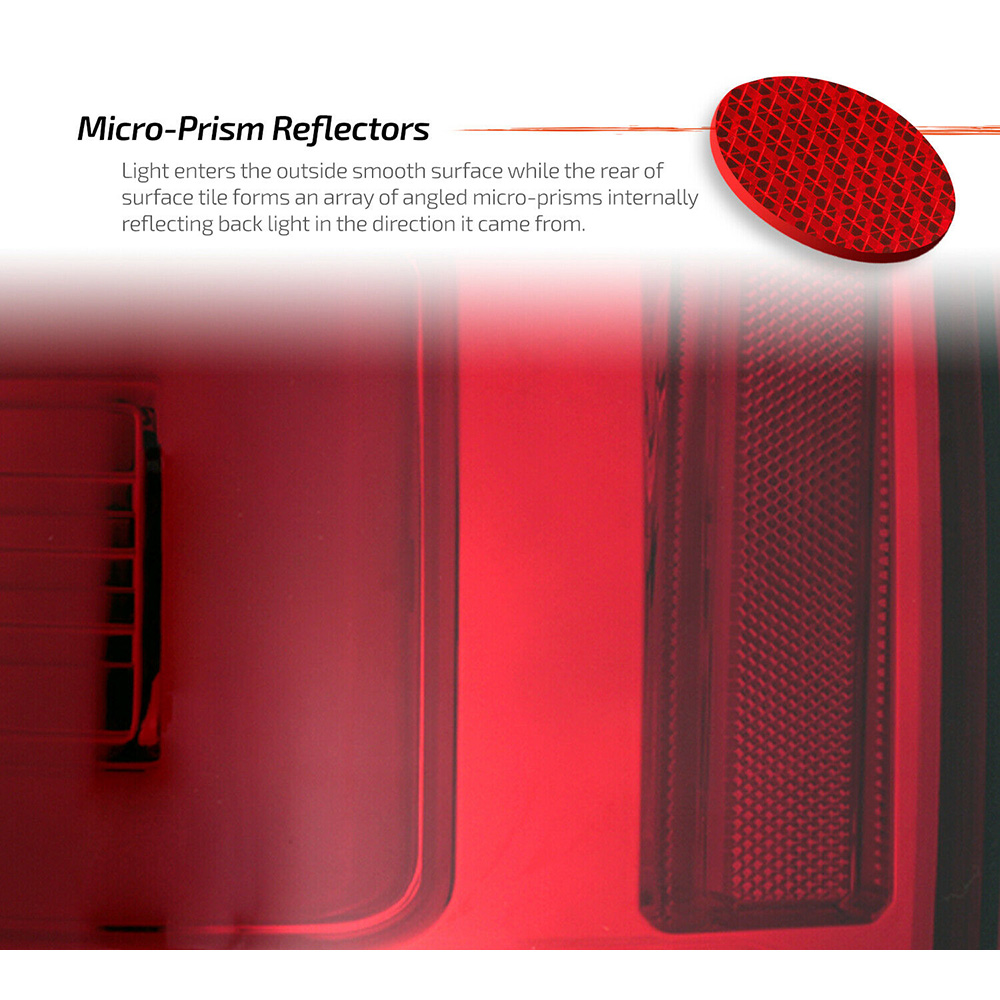 Micro-Prism Reflectors
Light enters the outside smooth surface while the rear of
surface tile forms an array of angled micro-prisms internally
reflecting back light in the direction it came from.